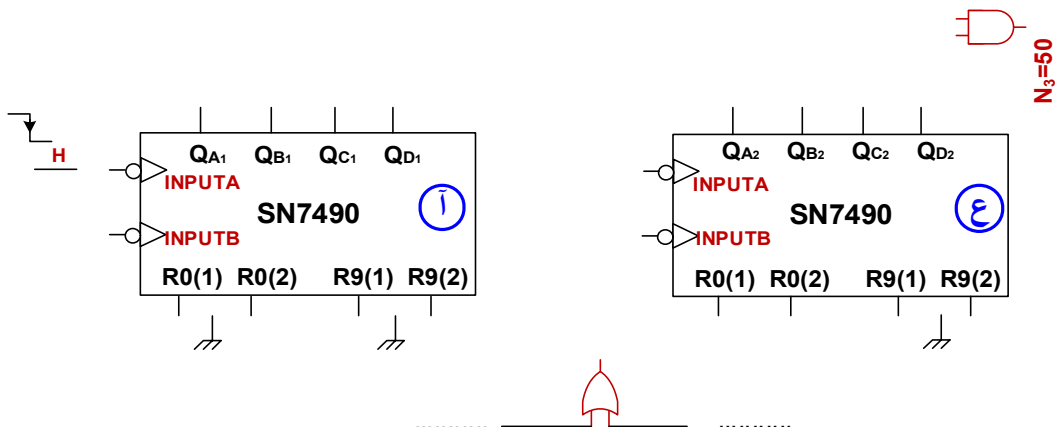 N₃=50
H
QA1 QB1 QC1 QD1
INPUTA
SN7490
آ
INPUTB
R0(1) R0(2) R9(1) R9(2)
QA2 QB2 QC2 QD2
INPUTA
SN7490
ع
INPUTB
R0(1) R0(2) R9(1) R9(2)